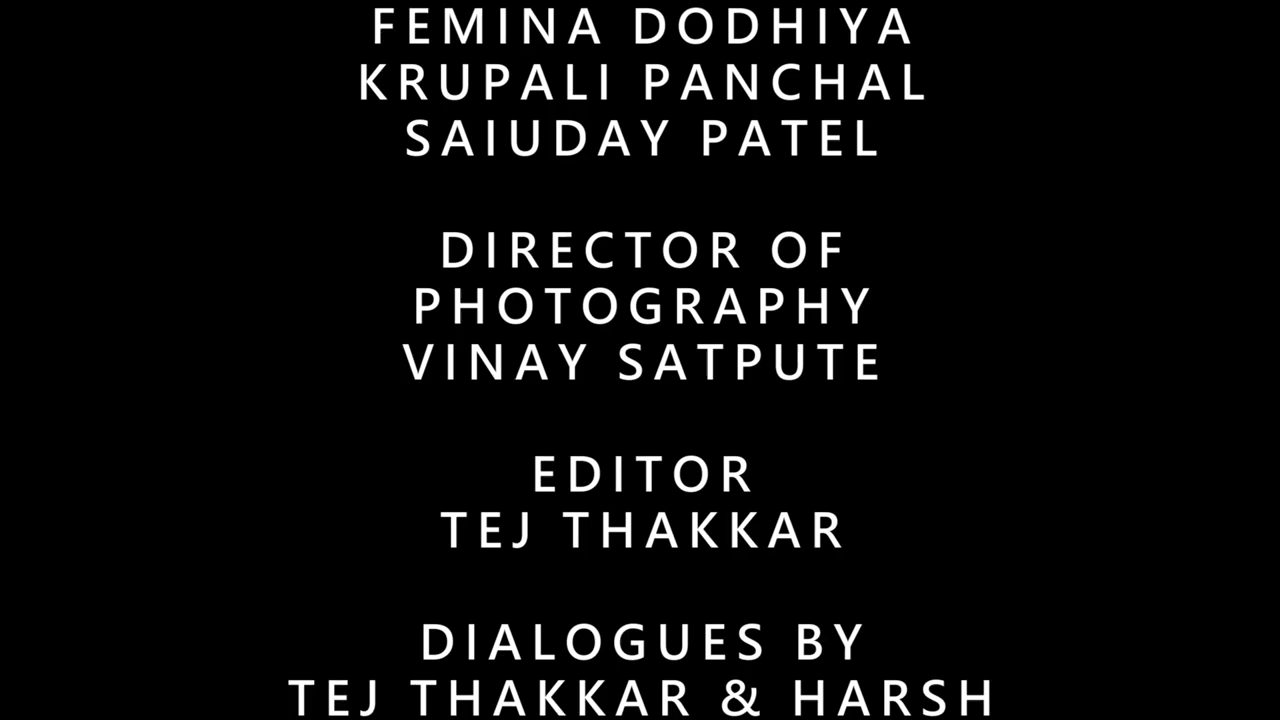 FEMINA DODHIYA
KRUPALI PANCHAL
SAIUDAY PATEL
DIRECTOR OF
PHOTOGRAPHY
VINAY SATPUTE
EDITOR
TEJ THAKKAR
DIALOGUES BY
TEJ THAKKAR & HARSH